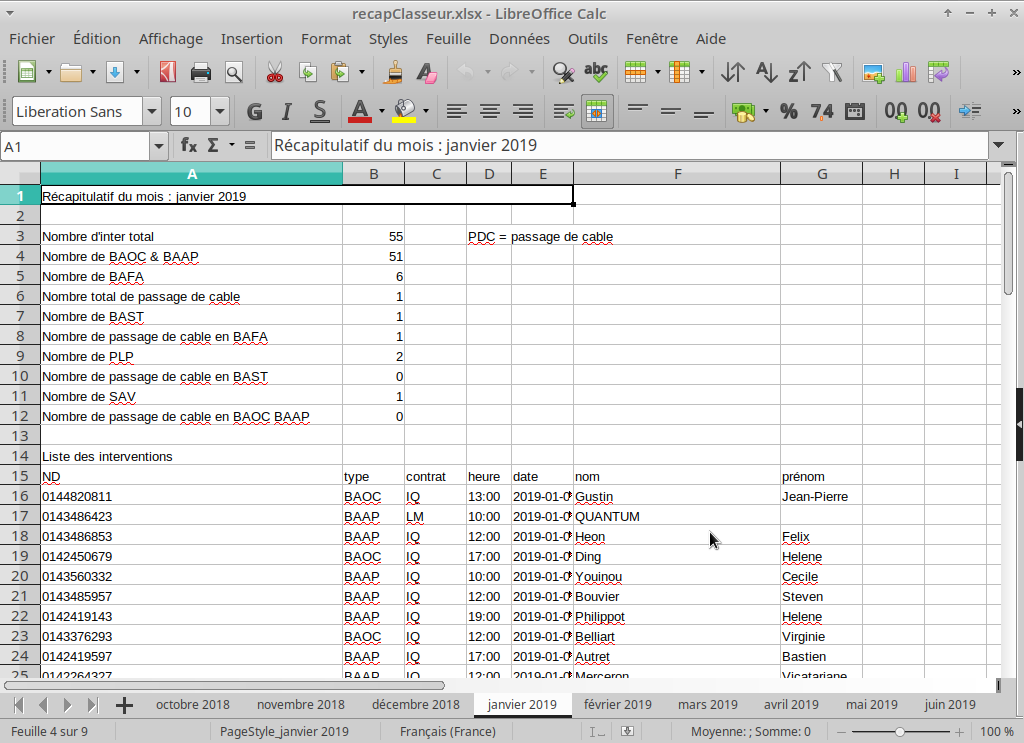 recapClasseur.xlsx - LibreOffice Calc
Fichier Édition Affichage Insertion Format Styles Feuille Données Outils Fenêtre Aide
Liberation Sans 10 G I S A % 7,4 0,0 0,0
A1 fx Σ = Récapitulatif du mois : janvier 2019
A B C D E F G H I
1 Récapitulatif du mois : janvier 2019
2
3 Nombre d'inter total 55 PDC = passage de cable
4 Nombre de BAOC & BAAP 51
5 Nombre de BAFA 6
6 Nombre total de passage de cable 1
7 Nombre de BAST 1
8 Nombre de passage de cable en BAFA 1
9 Nombre de PLP 2
10 Nombre de passage de cable en BAST 0
11 Nombre de SAV 1
12 Nombre de passage de cable en BAOC BAAP 0
13
14 Liste des interventions
15 ND type contrat heure date nom prénom
16 0144820811 BAOC IQ 13:00 2019-01-0 Gustin Jean-Pierre
17 0143486423 BAAP LM 10:00 2019-01-0 QUANTUM
18 0143486853 BAAP IQ 12:00 2019-01-0 Heon Felix
19 0142450679 BAOC IQ 17:00 2019-01-0 Ding Helene
20 0143560332 BAAP IQ 10:00 2019-01-0 Youinou Cecile
21 0143485957 BAAP IQ 12:00 2019-01-0 Bouvier Steven
22 0142419143 BAAP IQ 19:00 2019-01-0 Philippot Helene
23 0143376293 BAOC IQ 12:00 2019-01-0 Belliart Virginie
24 0142419597 BAAP IQ 17:00 2019-01-0 Autret Bastien
25 0142264327 BAAP IQ 12:00 2019-01-0 Merceron Vicatariane
octobre 2018 novembre 2018 décembre 2018 janvier 2019 février 2019 mars 2019 avril 2019 mai 2019 juin 2019
Feuille 4 sur 9 PageStyle_janvier 2019 Français (France) Moyenne: ; Somme: 0 100 %